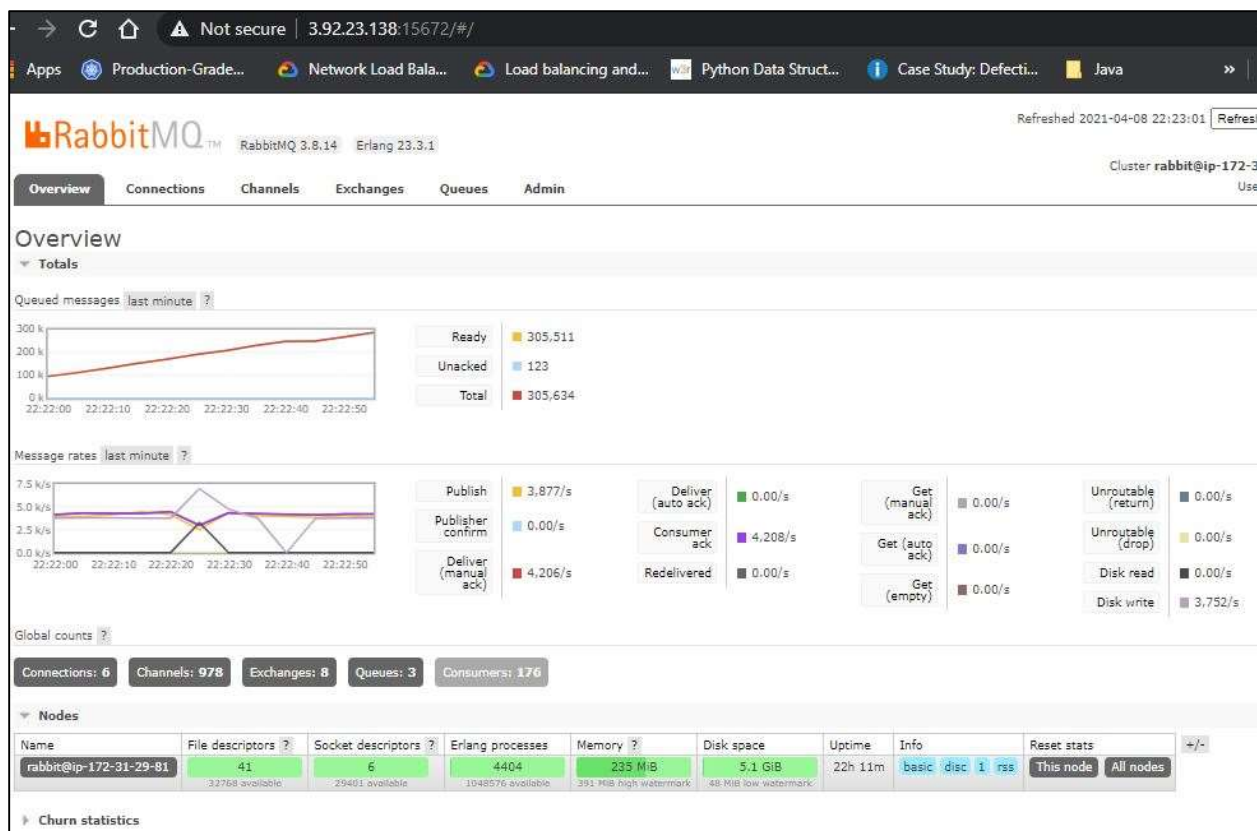 Not secure | 3.92.23.138:15672/#/
Apps Production-Grade... Network Load Bala... Load balancing and... w3r Python Data Struct... Case Study: Defecti... Java »
RabbitMQ TM RabbitMQ 3.8.14 Erlang 23.3.1
Refreshed 2021-04-08 22:23:01 Refres
Cluster rabbit@ip-172-3
Use
Overview Connections Channels Exchanges Queues Admin
Overview
Totals
Queued messages last minute ?
300 k
200 k
100 k
0 k
22:22:00 22:22:10 22:22:20 22:22:30 22:22:40 22:22:50
Ready 305,511
Unacked 123
Total 305,634
Message rates last minute ?
7.5 k/s
5.0 k/s
2.5 k/s
0.0 k/s
22:22:00 22:22:10 22:22:20 22:22:30 22:22:40 22:22:50
Publish 3,877/s
Publisher confirm 0.00/s
Deliver (manual ack) 4,206/s
Deliver (auto ack) 0.00/s
Consumer ack 4,208/s
Redelivered 0.00/s
Get (manual ack) 0.00/s
Get (auto ack) 0.00/s
Get (empty) 0.00/s
Unroutable (return) 0.00/s
Unroutable (drop) 0.00/s
Disk read 0.00/s
Disk write 3,752/s
Global counts ?
Connections: 6 Channels: 978 Exchanges: 8 Queues: 3 Consumers: 176
Nodes
Name File descriptors ? Socket descriptors ? Erlang processes Memory ? Disk space Uptime Info Reset stats +/-
rabbit@ip-172-31-29-81 41 6 4404 235 MiB 5.1 GiB 22h 11m basic disc 1 rss This node All nodes
32768 available 29401 available 1048576 available 391 MiB high watermark 48 MiB low watermark
Churn statistics